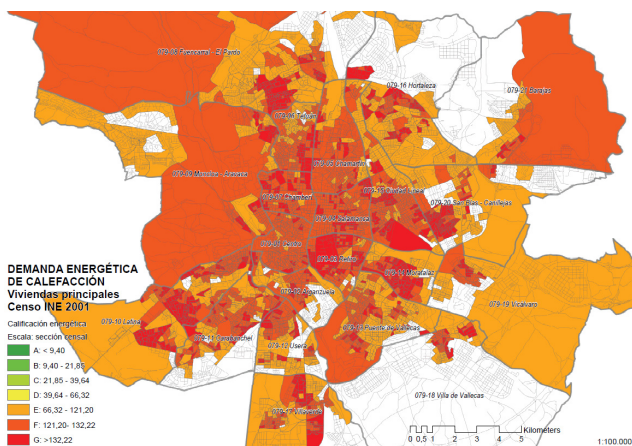 079-08 Fuencarral - El Pardo
079-16 Hortaleza
079-21 Barajas
079-06 Tetuán
079-05 Chamartín
079-09 Moncloa - Aravaca
079-15 Ciudad Lineal
079-07 Chamberí
079-20 San Blas - Canillejas
079-04 Salamanca
079-01 Centro
079-03 Retiro
079-14 Moratalaz
DEMANDA ENERGÉTICA
DE CALEFACCIÓN
Viviendas principales
Censo INE 2001
079-02 Arganzuela
079-19 Vicálvaro
Calificación energética
079-10 Latina
079-13 Puente de Vallecas
Escala: sección censal
079-11 Carabanchel
079-12 Usera
A: < 9,40
B: 9,40 - 21,85
C: 21,85 - 39,64
D: 39,64 - 66,32
079-18 Villa de Vallecas
E: 66,32 - 121,20
079-17 Villaverde
F: 121,20- 132,22
Kilometers
G: >132,22
0 0,5 1 2 3 4 5
1:100.000